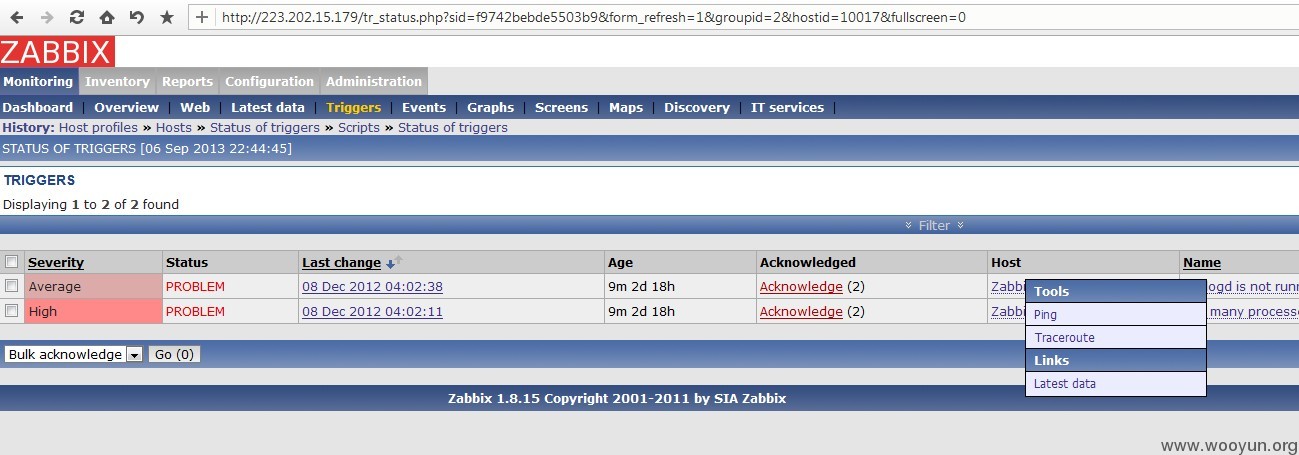 http://223.202.15.179/tr_status.php?sid=f9742bebde5503b9&form_refresh=1&groupid=2&hostid=10017&fullscreen=0
ZABBIX
Monitoring Inventory Reports Configuration Administration
Dashboard | Overview | Web | Latest data | Triggers | Events | Graphs | Screens | Maps | Discovery | IT services |
History: Host profiles » Hosts » Status of triggers » Scripts » Status of triggers
STATUS OF TRIGGERS [06 Sep 2013 22:44:45]
TRIGGERS
Displaying 1 to 2 of 2 found
Filter
Severity Status Last change Age Acknowledged Host Name
Average PROBLEM 08 Dec 2012 04:02:38 9m 2d 18h Acknowledge (2) Zabbi ogd is not runn
High PROBLEM 08 Dec 2012 04:02:11 9m 2d 18h Acknowledge (2) Zabbi many processe
Tools
Ping
Traceroute
Links
Latest data
Bulk acknowledge Go (0)
Zabbix 1.8.15 Copyright 2001-2011 by SIA Zabbix
www.wooyun.org